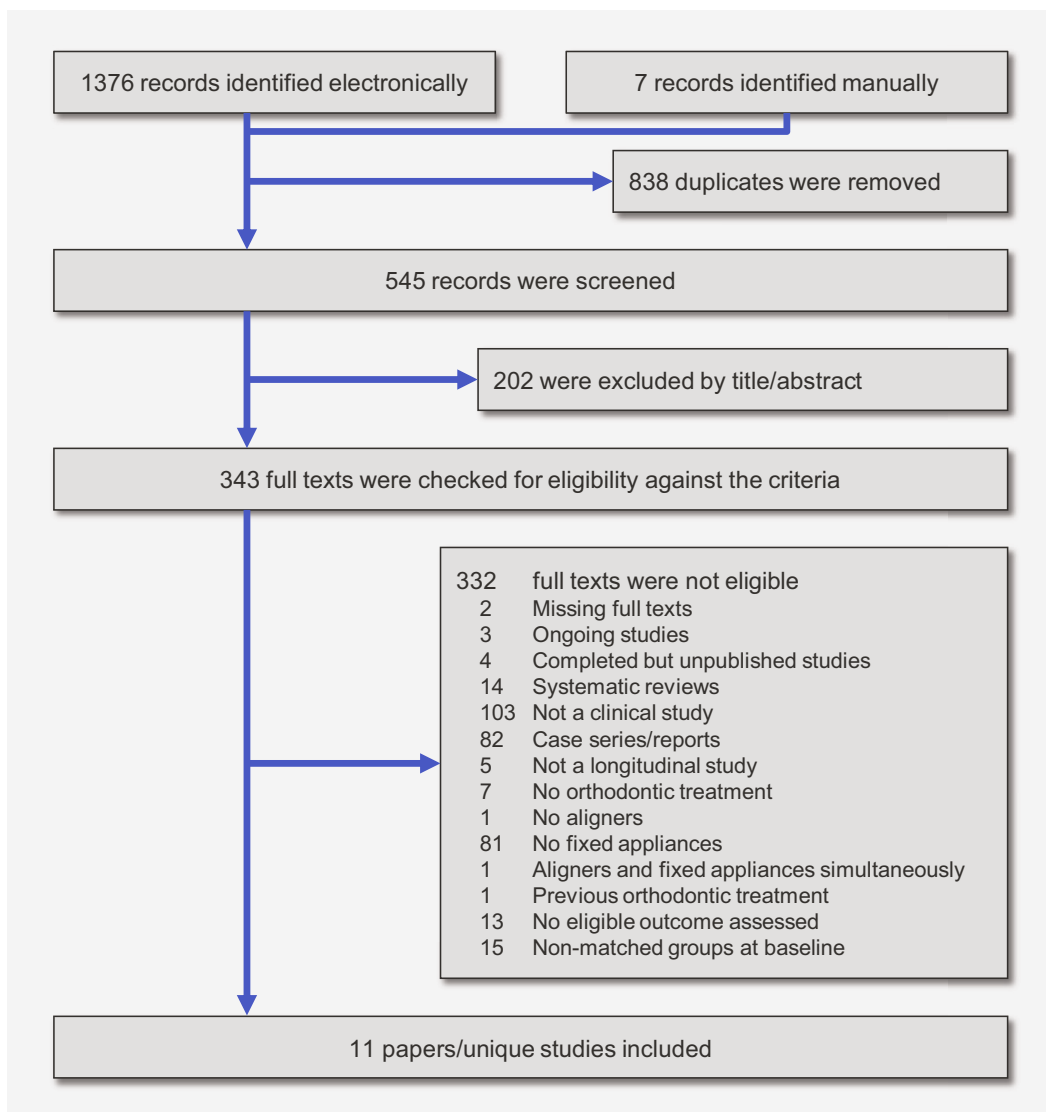 1376 records identified electronically
7 records identified manually
838 duplicates were removed
545 records were screened
202 were excluded by title/abstract
343 full texts were checked for eligibility against the criteria
332 full texts were not eligible
2 Missing full texts
3 Ongoing studies
4 Completed but unpublished studies
14 Systematic reviews
103 Not a clinical study
82 Case series/reports
5 Not a longitudinal study
7 No orthodontic treatment
1 No aligners
81 No fixed appliances
1 Aligners and fixed appliances simultaneously
1 Previous orthodontic treatment
13 No eligible outcome assessed
15 Non-matched groups at baseline
11 papers/unique studies included